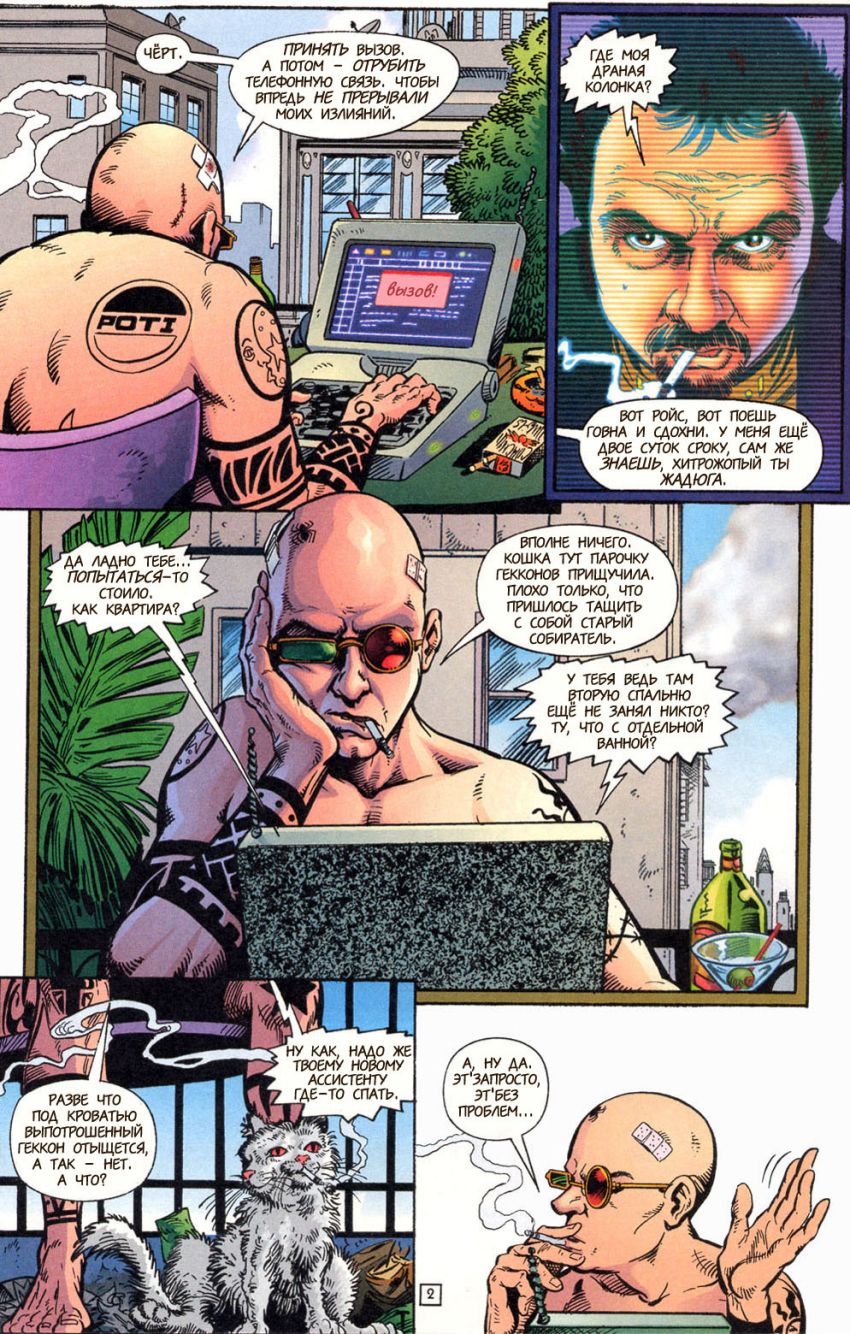 ЧЁРТ.
ПРИНЯТЬ ВЫЗОВ.
А ПОТОМ – ОТРУБИТЬ
ТЕЛЕФОННУЮ СВЯЗЬ. ЧТОБЫ
ВПРЕДЬ НЕ ПРЕРЫВАЛИ
МОИХ ИЗЛИЯНИЙ.
ВЫЗОВ!
POTI
ГДЕ МОЯ
ДРАНАЯ
КОЛОНКА?
ВОТ РОЙС, ВОТ ПОЕШЬ
ГОВНА И СДОХНИ. У МЕНЯ ЕЩЁ
ДВОЕ СУТОК СРОКУ, САМ ЖЕ
ЗНАЕШЬ, ХИТРОЖОПЫЙ ТЫ
ЖАДЮГА.
ДА ЛАДНО ТЕБЕ...
ПОПЫТАТЬСЯ-ТО
СТОИЛО.
КАК КВАРТИРА?
ВПОЛНЕ НИЧЕГО.
КОШКА ТУТ ПАРОЧКУ
ГЕККОНОВ ПРИЩУЧИЛА.
ПЛОХО ТОЛЬКО, ЧТО
ПРИШЛОСЬ ТАЩИТЬ
С СОБОЙ СТАРЫЙ
СОБИРАТЕЛЬ.
У ТЕБЯ ВЕДЬ ТАМ
ВТОРУЮ СПАЛЬНЮ
ЕЩЁ НЕ ЗАНЯЛ НИКТО?
ТУ, ЧТО С ОТДЕЛЬНОЙ
ВАННОЙ?
РАЗВЕ ЧТО
ПОД КРОВАТЬЮ
ВЫПОТРОШЕННЫЙ
ГЕККОН ОТЫЩЕТСЯ,
А ТАК – НЕТ.
А ЧТО?
НУ КАК, НАДО ЖЕ
ТВОЕМУ НОВОМУ
АССИСТЕНТУ
ГДЕ-ТО СПАТЬ.
А, НУ ДА.
ЭТ'ЗАПРОСТО,
ЭТ'БЕЗ
ПРОБЛЕМ...
2